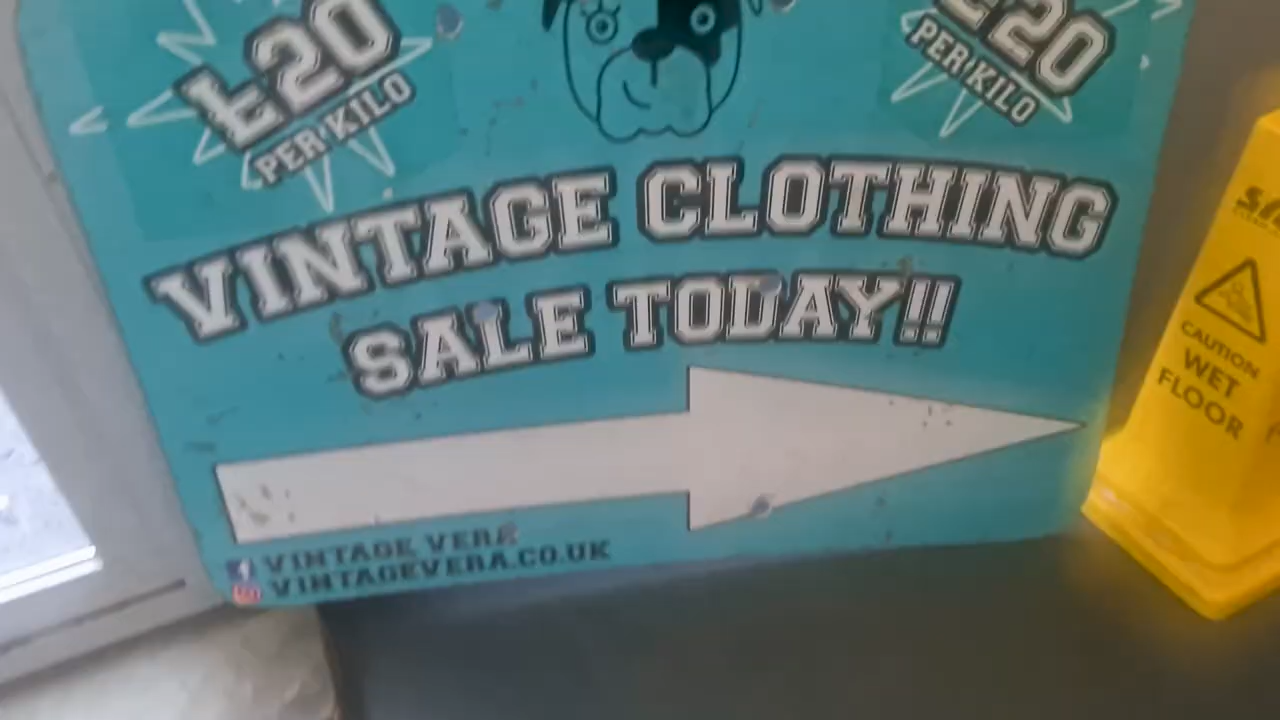 £20
PER KILO
£20
PER KILO
VINTAGE CLOTHING
SALE TODAY!!
VINTAGE VERA
VINTAGEVERA.CO.UK
CAUTION
WET
FLOOR